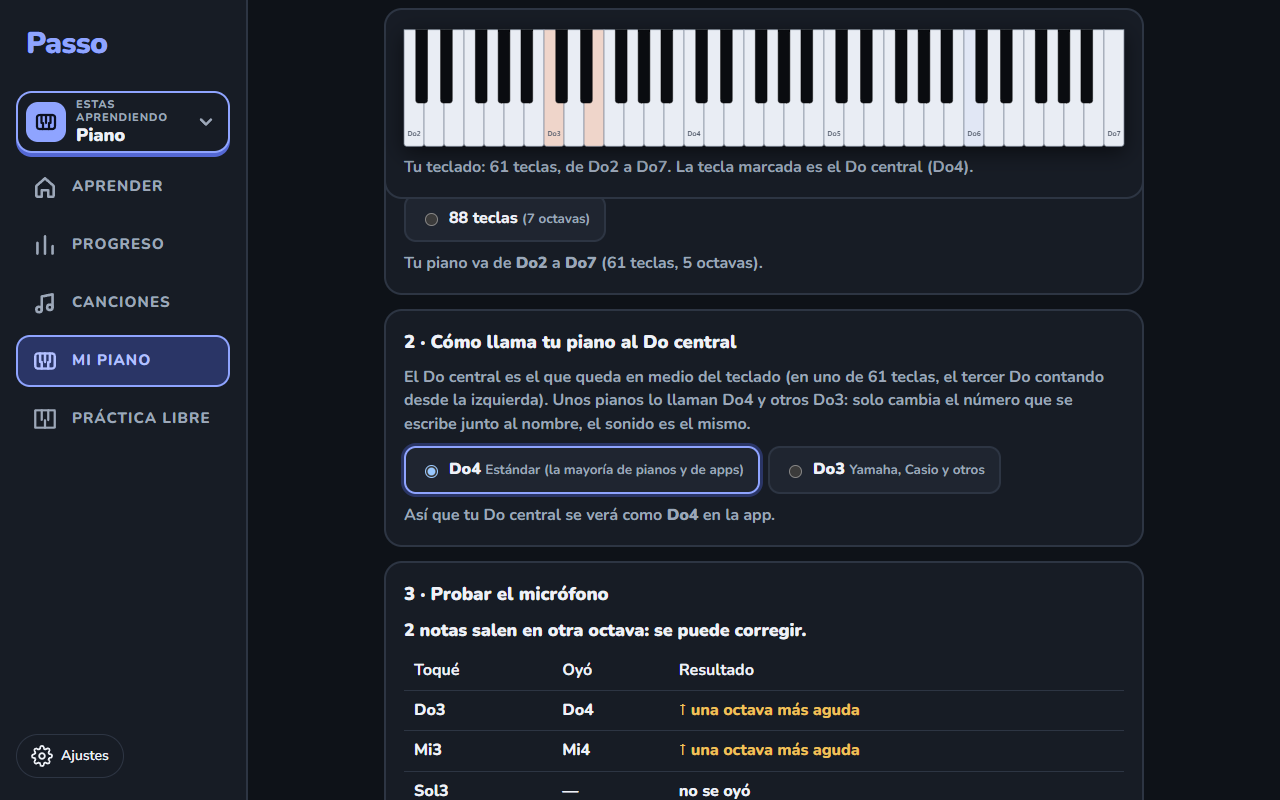 Passo
ESTAS
APRENDIENDO
Piano
APRENDER
PROGRESO
CANCIONES
MI PIANO
PRÁCTICA LIBRE
Ajustes
Do2
Do3
Do4
Do5
Do6
Do7
Tu teclado: 61 teclas, de Do2 a Do7. La tecla marcada es el Do central (Do4).
88 teclas (7 octavas)
Tu piano va de Do2 a Do7 (61 teclas, 5 octavas).
2 · Cómo llama tu piano al Do central
El Do central es el que queda en medio del teclado (en uno de 61 teclas, el tercer Do contando
desde la izquierda). Unos pianos lo llaman Do4 y otros Do3: solo cambia el número que se
escribe junto al nombre, el sonido es el mismo.
Do4 Estándar (la mayoría de pianos y de apps)
Do3 Yamaha, Casio y otros
Así que tu Do central se verá como Do4 en la app.
3 · Probar el micrófono
2 notas salen en otra octava: se puede corregir.
Toqué Oyó Resultado
Do3 Do4 ↑ una octava más aguda
Mi3 Mi4 ↑ una octava más aguda
Sol3 — no se oyó